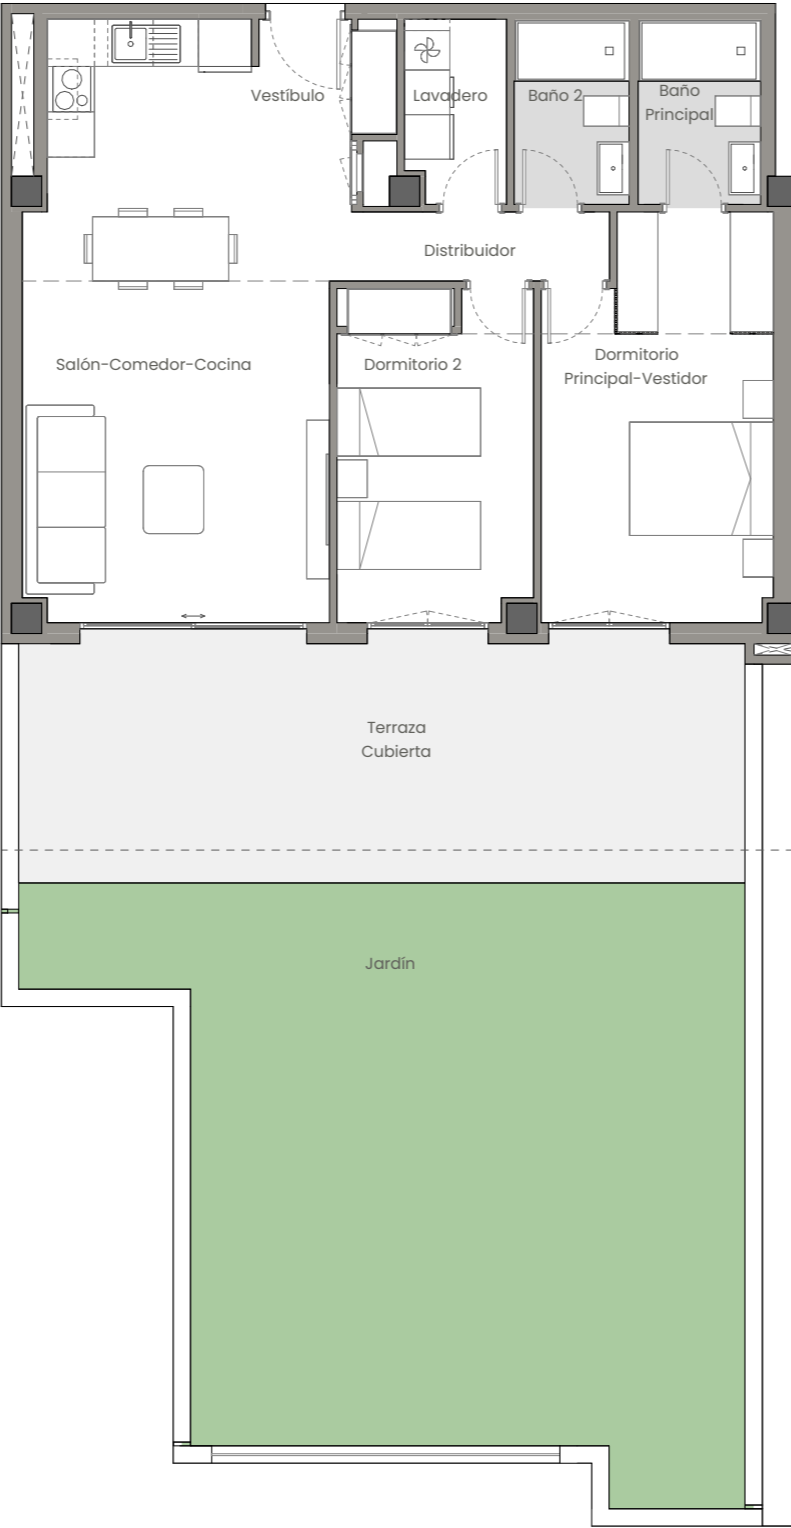 Vestíbulo
Lavadero
Baño 2
Baño
Principal
Distribuidor
Salón-Comedor-Cocina
Dormitorio 2
Dormitorio
Principal-Vestidor
Terraza
Cubierta
Jardín